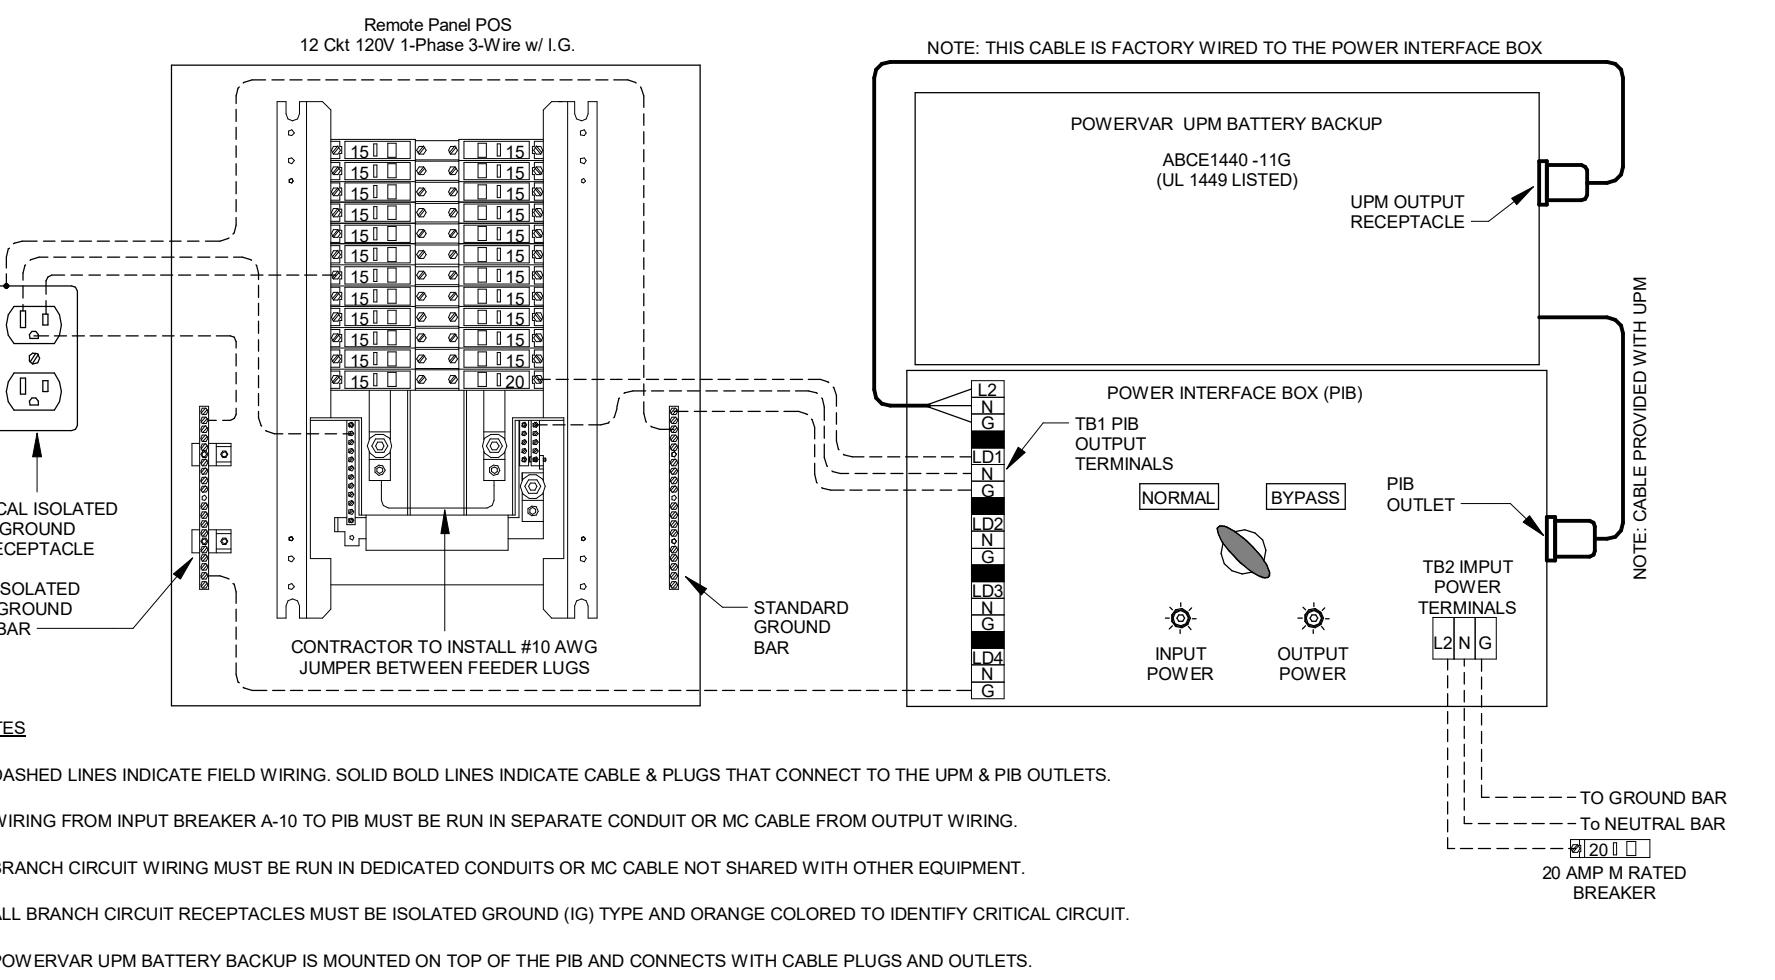 Remote Panel POS
12 Ckt 120V 1-Phase 3-Wire w/ I.G.
NOTE: THIS CABLE IS FACTORY WIRED TO THE POWER INTERFACE BOX
POWERVAR UPM BATTERY BACKUP
ABCE1440 -11G
(UL 1449 LISTED)
UPM OUTPUT
RECEPTACLE
NOTE: CABLE PROVIDED WITH UPM
15 15
15 15
15 15
15 15
15 15
15 15
15 15
15 15
15 15
15 15
15 15
15 20
POWER INTERFACE BOX (PIB)
L2
N
G
LD1
N
G
LD2
N
G
LD3
N
G
LD4
N
G
TB1 PIB
OUTPUT
TERMINALS
NORMAL
BYPASS
PIB
OUTLET
INPUT
POWER
OUTPUT
POWER
TB2 IMPUT
POWER
TERMINALS
L2 N G
CAL ISOLATED
GROUND
ECEPTACLE
SOLATED
GROUND
BAR
CONTRACTOR TO INSTALL #10 AWG
JUMPER BETWEEN FEEDER LUGS
STANDARD
GROUND
BAR
TO GROUND BAR
To NEUTRAL BAR
20
20 AMP M RATED
BREAKER
TES
DASHED LINES INDICATE FIELD WIRING. SOLID BOLD LINES INDICATE CABLE & PLUGS THAT CONNECT TO THE UPM & PIB OUTLETS.
WIRING FROM INPUT BREAKER A-10 TO PIB MUST BE RUN IN SEPARATE CONDUIT OR MC CABLE FROM OUTPUT WIRING.
BRANCH CIRCUIT WIRING MUST BE RUN IN DEDICATED CONDUITS OR MC CABLE NOT SHARED WITH OTHER EQUIPMENT.
ALL BRANCH CIRCUIT RECEPTACLES MUST BE ISOLATED GROUND (IG) TYPE AND ORANGE COLORED TO IDENTIFY CRITICAL CIRCUIT.
POWERVAR UPM BATTERY BACKUP IS MOUNTED ON TOP OF THE PIB AND CONNECTS WITH CABLE PLUGS AND OUTLETS.